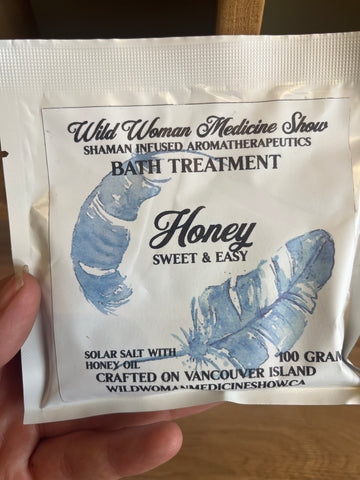 Wild Woman Medicine Show
SHAMAN INFUSED AROMATHERAPEUTICS
BATH TREATMENT
Honey
SWEET & EASY
SOLAR SALT WITH
HONEY OIL
100 GRAM
CRAFTED ON VANCOUVER ISLAND
WILDWOMANMEDICINESHOW.CA